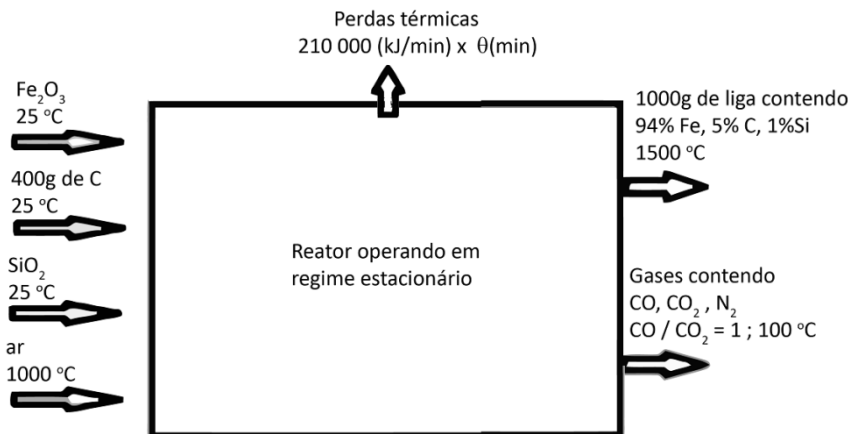 Perdas térmicas
210 000 (kJ/min) x θ(min)
Fe₂O₃
25 °C
400g de C
25 °C
SiO₂
25 °C
ar
1000 °C
Reator operando em
regime estacionário
1000g de liga contendo
94% Fe, 5% C, 1%Si
1500 °C
Gases contendo
CO, CO₂ , N₂
CO / CO₂ = 1 ; 100 °C